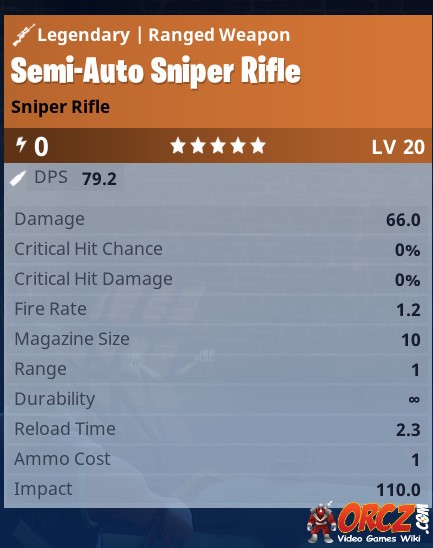 Legendary | Ranged Weapon
Semi-Auto Sniper Rifle
Sniper Rifle
0 ★★★★★ LV 20
DPS 79.2
Damage 66.0
Critical Hit Chance 0%
Critical Hit Damage 0%
Fire Rate 1.2
Magazine Size 10
Range 1
Durability ∞
Reload Time 2.3
Ammo Cost 1
Impact 110.0
ORCZ.COM
Video Games Wiki